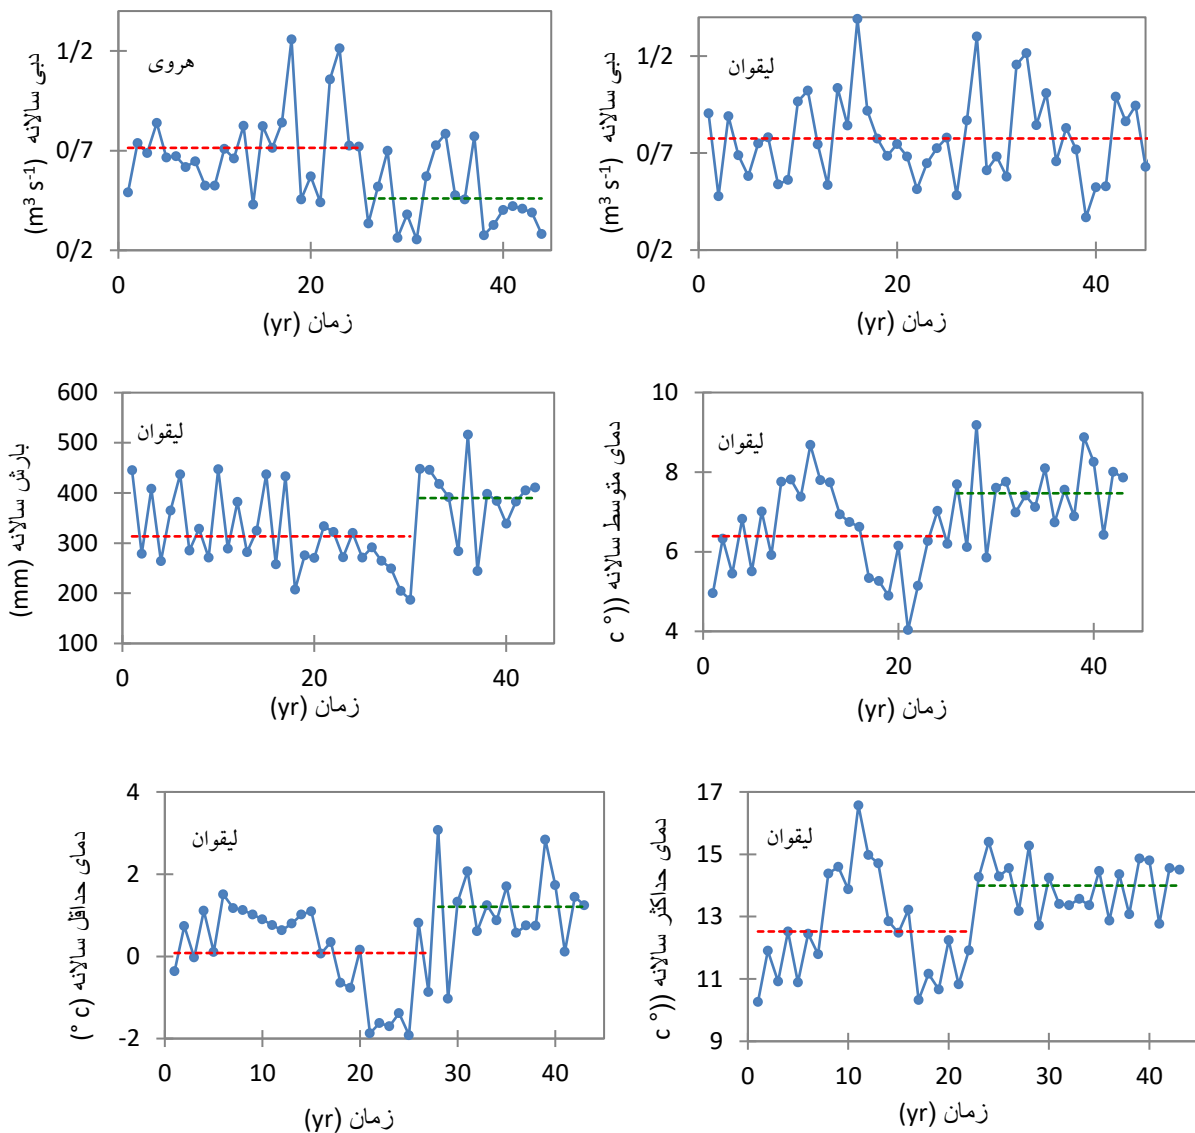 دبی سالانه (m³ s⁻¹)
1/2
0/7
0/2
هروی
0
20
40
زمان (yr)
دبی سالانه (m³ s⁻¹)
1/2
0/7
0/2
لیقوان
0
20
40
زمان (yr)
بارش سالانه (mm)
600
500
400
300
200
100
لیقوان
0
20
40
زمان (yr)
دمای متوسط سالانه ((° c
10
8
6
4
لیقوان
0
20
40
زمان (yr)
دمای حداقل سالانه (° c)
4
2
0
-2
لیقوان
0
10
20
30
40
زمان (yr)
دمای حداکثر سالانه ((° c
17
15
13
11
9
لیقوان
0
10
20
30
40
زمان (yr)